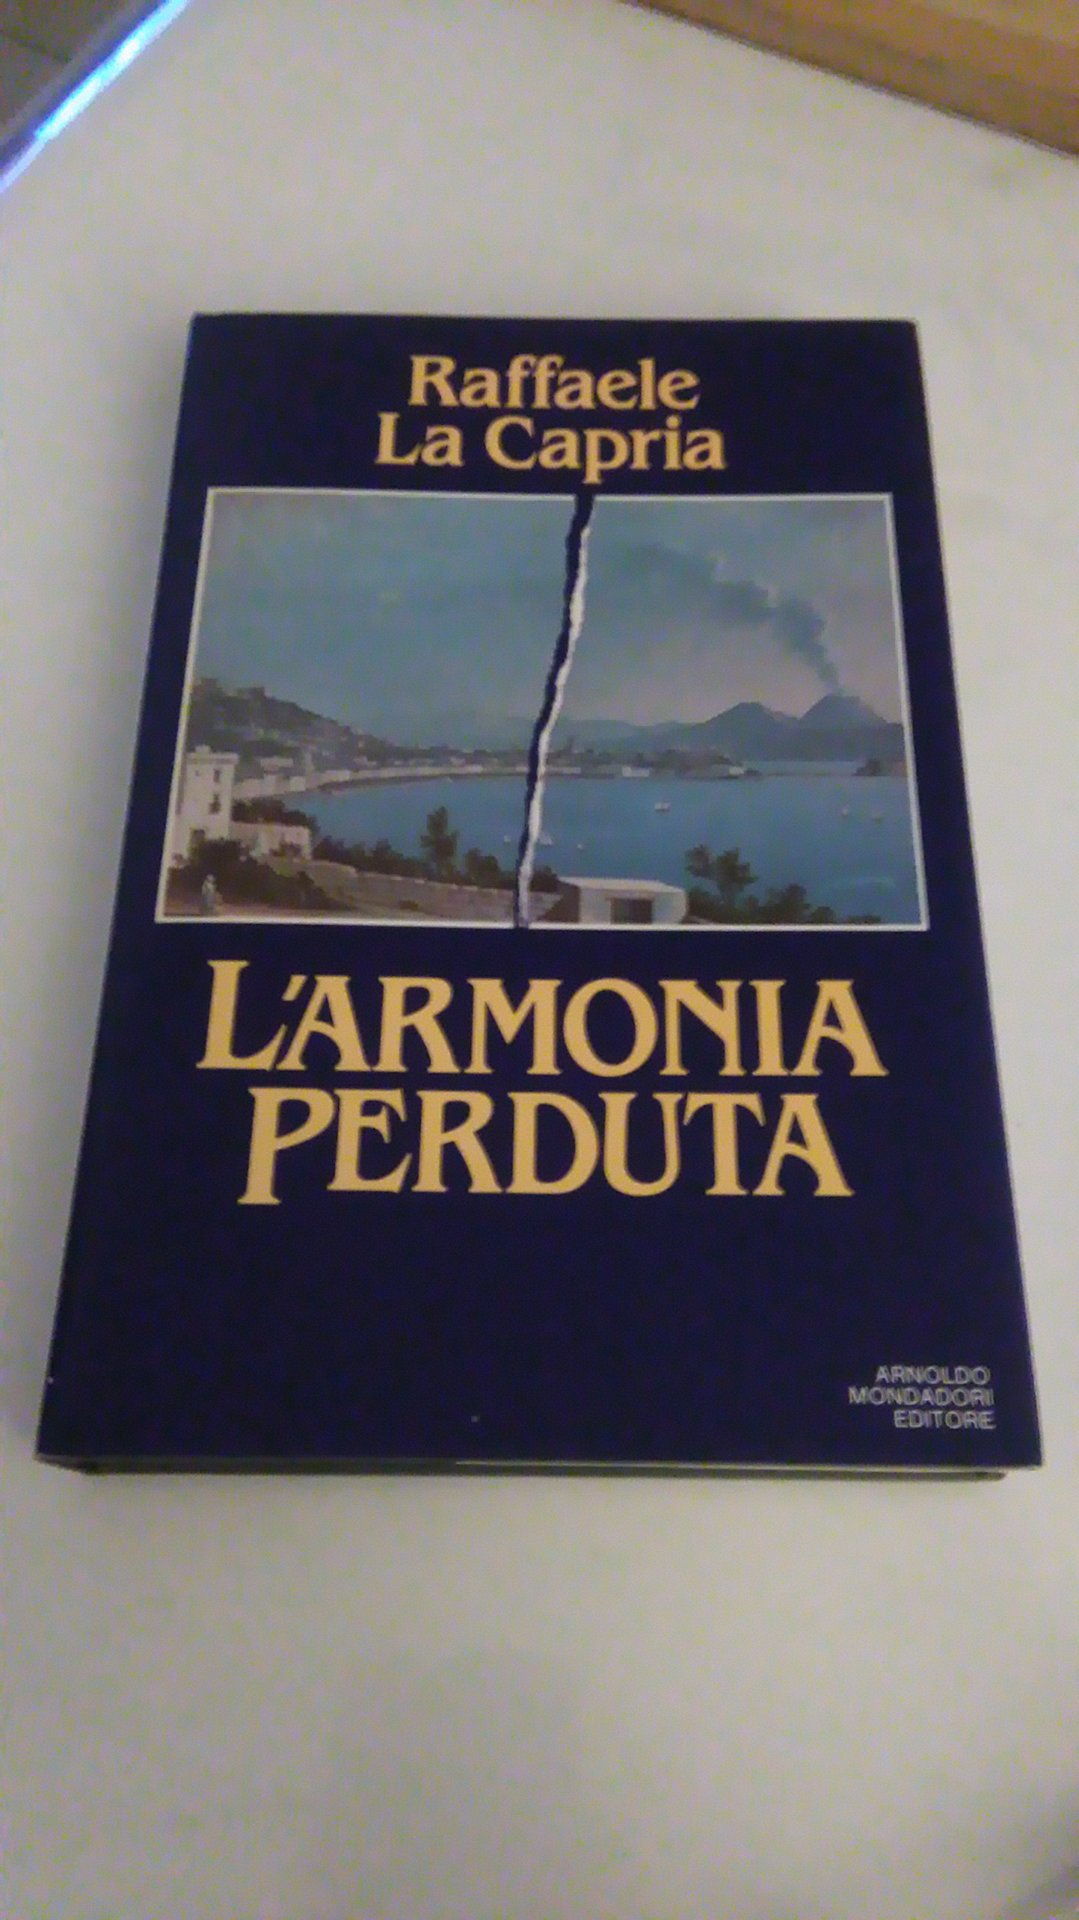 Raffaele
La Capria
L'ARMONIA
PERDUTA
ARNOLDO
MONDADORI
EDITORE